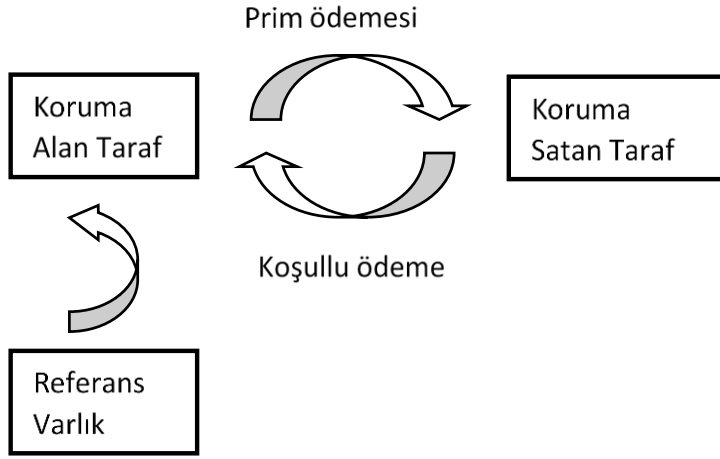 Prim ödemesi
Koruma
Alan Taraf
Koruma
Satan Taraf
Koşullu ödeme
Referans
Varlık